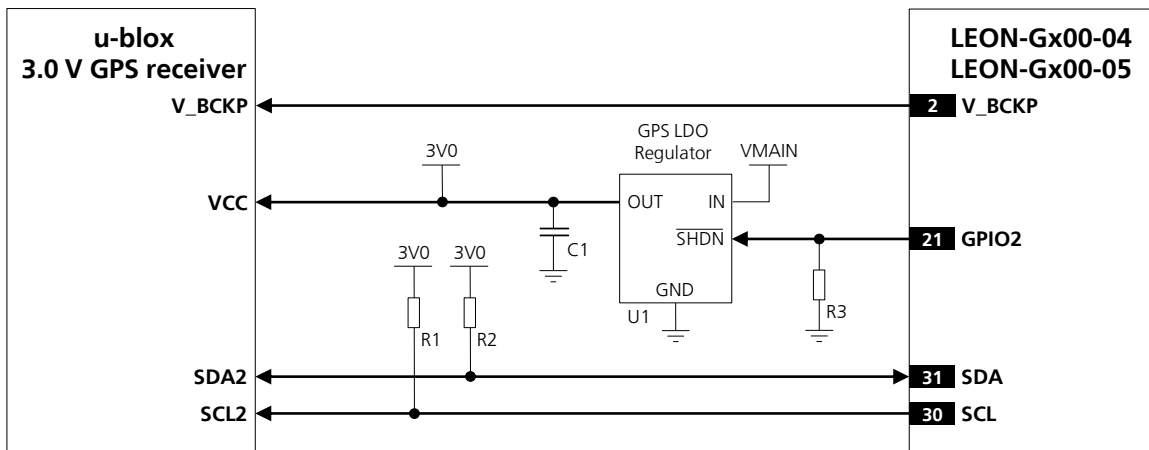 u-blox
3.0 V GPS receiver
LEON-Gx00-04
LEON-Gx00-05
V_BCKP
2 V_BCKP
GPS LDO
Regulator
VMAIN
3V0
VCC
OUT
IN
SHDN
21 GPIO2
C1
3V0
3V0
GND
U1
R3
R1
R2
SDA2
31 SDA
SCL2
30 SCL